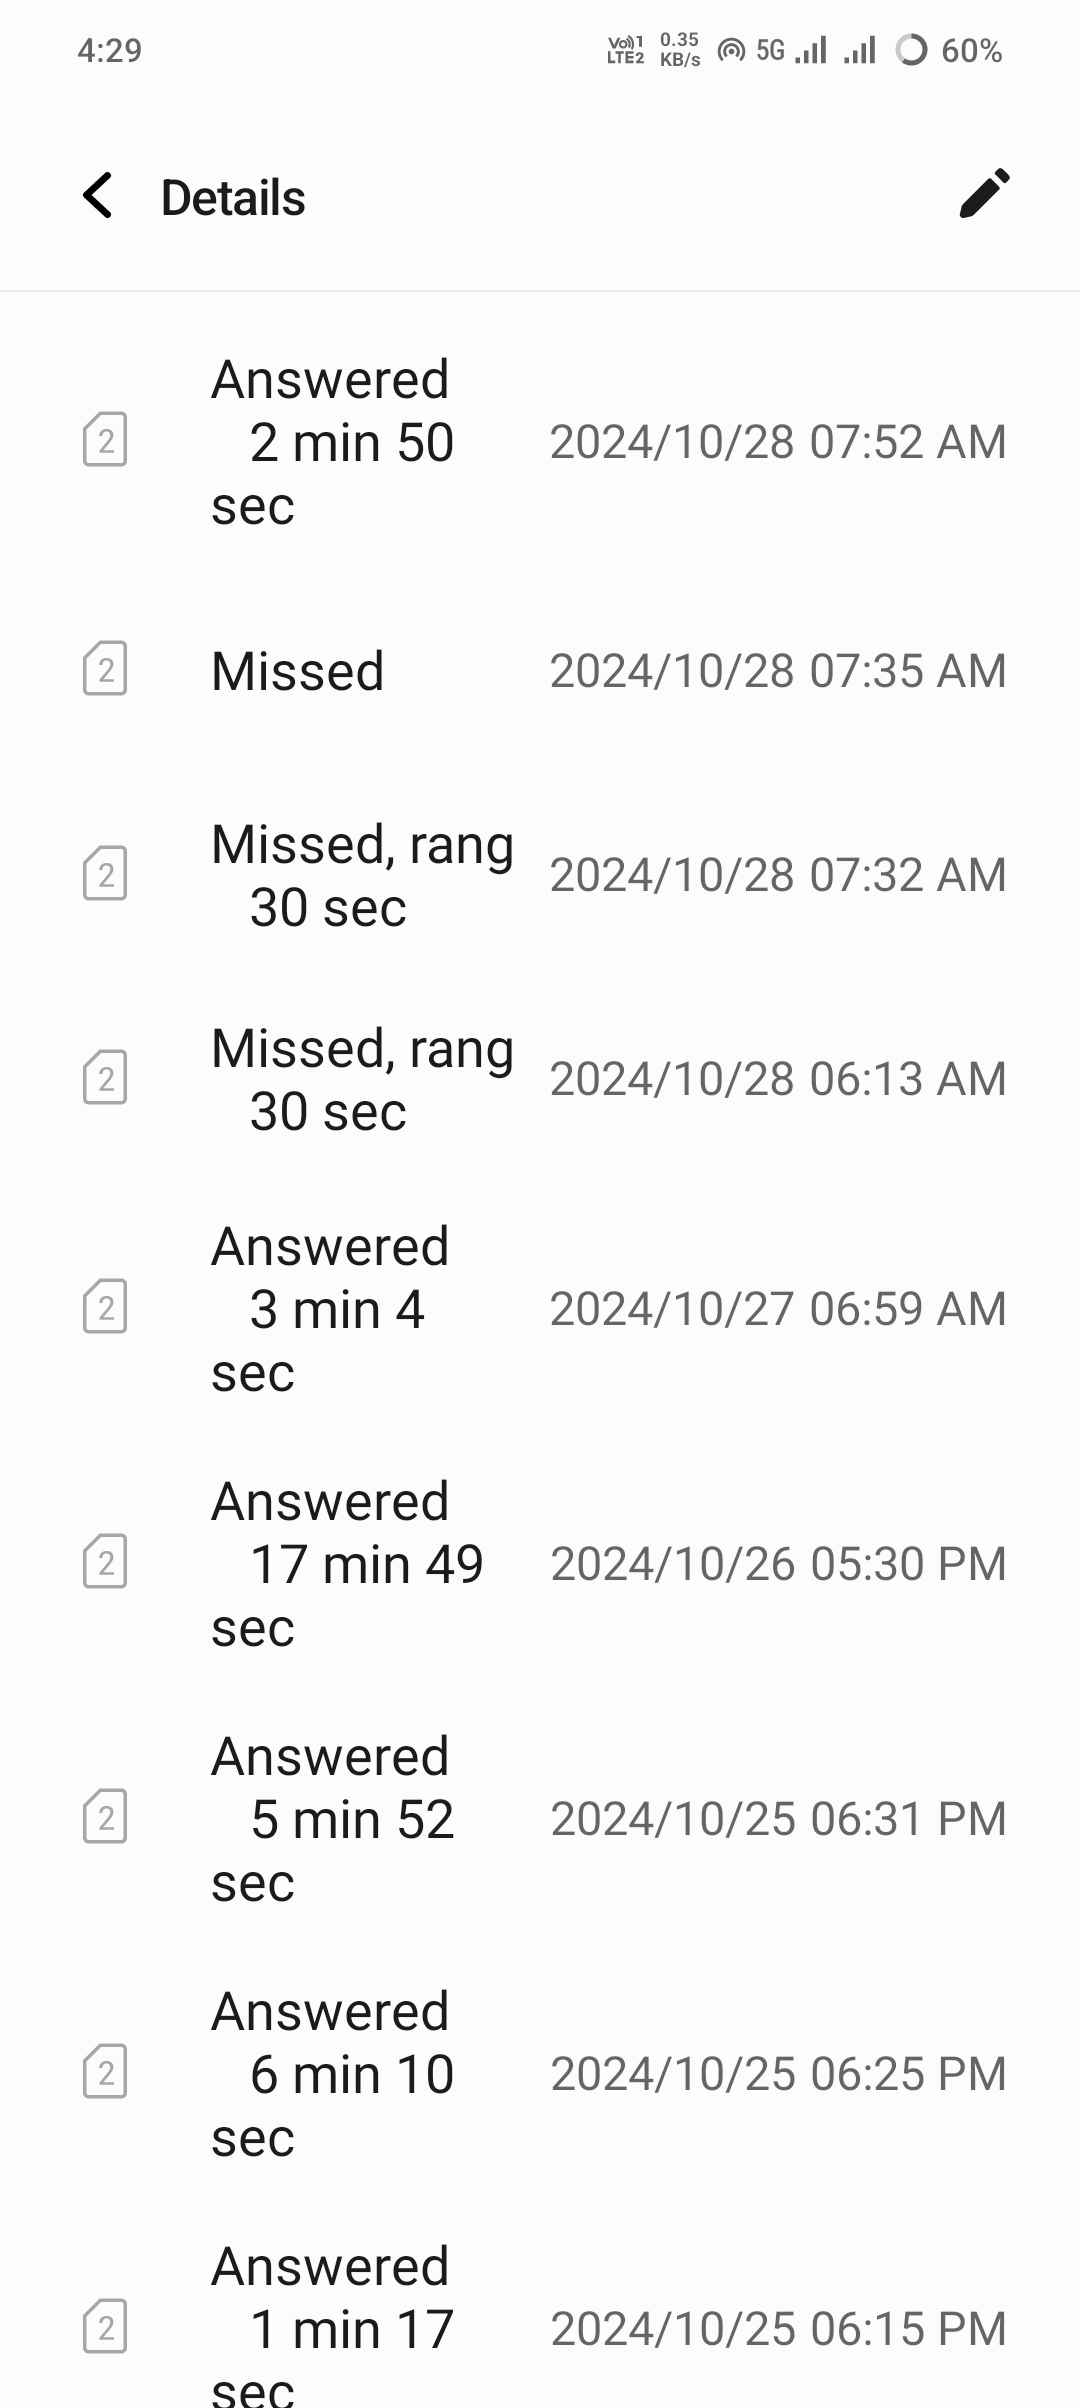 4:29 Vo))1 LTE2 0.35 KB/s 5G 60%
Details
2 Answered 2 min 50 sec 2024/10/28 07:52 AM
2 Missed 2024/10/28 07:35 AM
2 Missed, rang 30 sec 2024/10/28 07:32 AM
2 Missed, rang 30 sec 2024/10/28 06:13 AM
2 Answered 3 min 4 sec 2024/10/27 06:59 AM
2 Answered 17 min 49 sec 2024/10/26 05:30 PM
2 Answered 5 min 52 sec 2024/10/25 06:31 PM
2 Answered 6 min 10 sec 2024/10/25 06:25 PM
2 Answered 1 min 17 sec 2024/10/25 06:15 PM